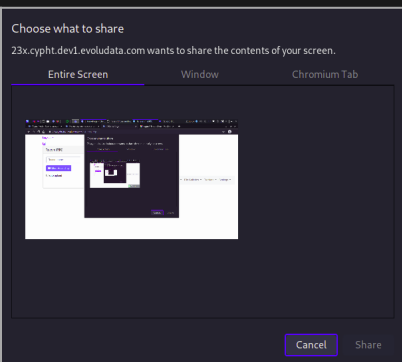 Choose what to share
23x.cypht.dev1.evoludata.com wants to share the contents of your screen.
Entire Screen
Window
Chromium Tab
Cancel
Share